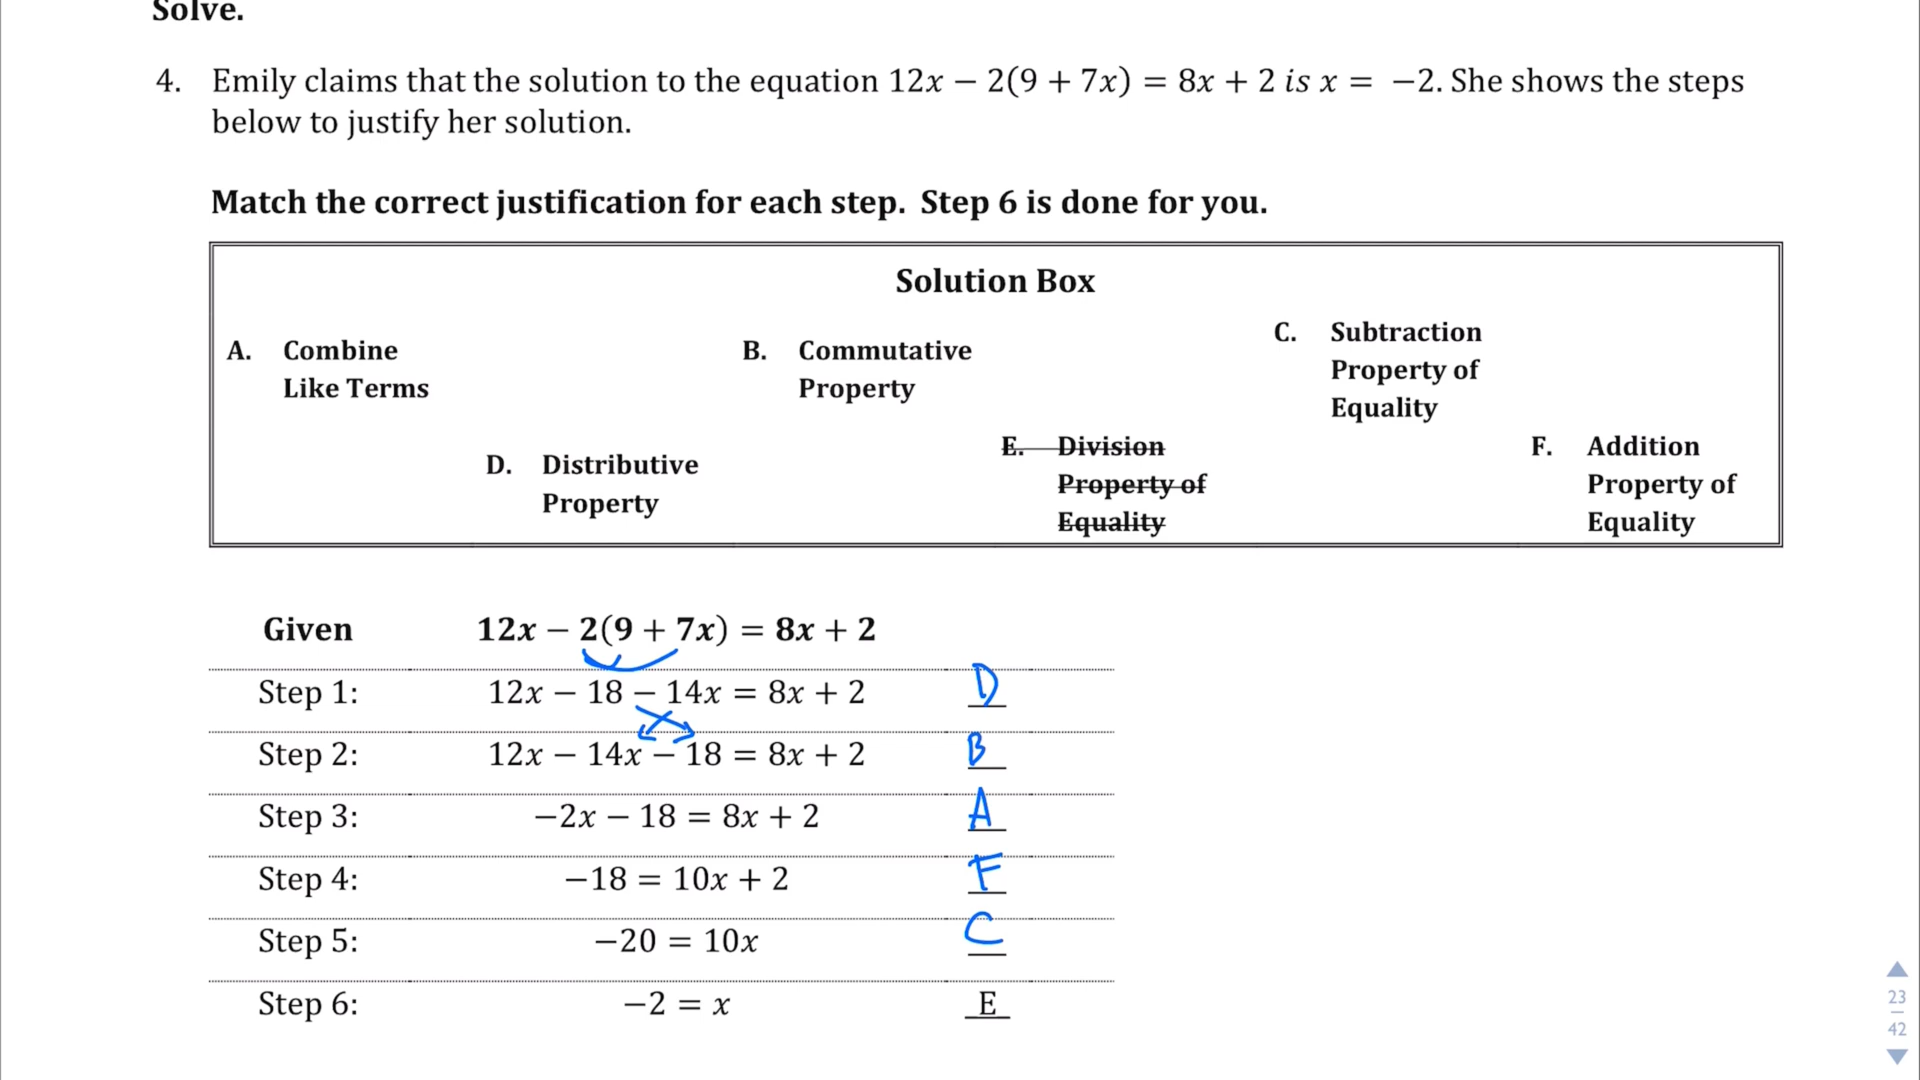 Solve.
4. Emily claims that the solution to the equation 12x − 2(9 + 7x) = 8x + 2 is x = −2. She shows the steps
below to justify her solution.
Match the correct justification for each step. Step 6 is done for you.
Solution Box
A. Combine
Like Terms
B. Commutative
Property
C. Subtraction
Property of
Equality
D. Distributive
Property
E. Division
Property of
Equality
F. Addition
Property of
Equality
Given 12x − 2(9 + 7x) = 8x + 2
Step 1: 12x − 18 − 14x = 8x + 2 D
Step 2: 12x − 14x − 18 = 8x + 2 B
Step 3: −2x − 18 = 8x + 2 A
Step 4: −18 = 10x + 2 F
Step 5: −20 = 10x C
Step 6: −2 = x E
23
42